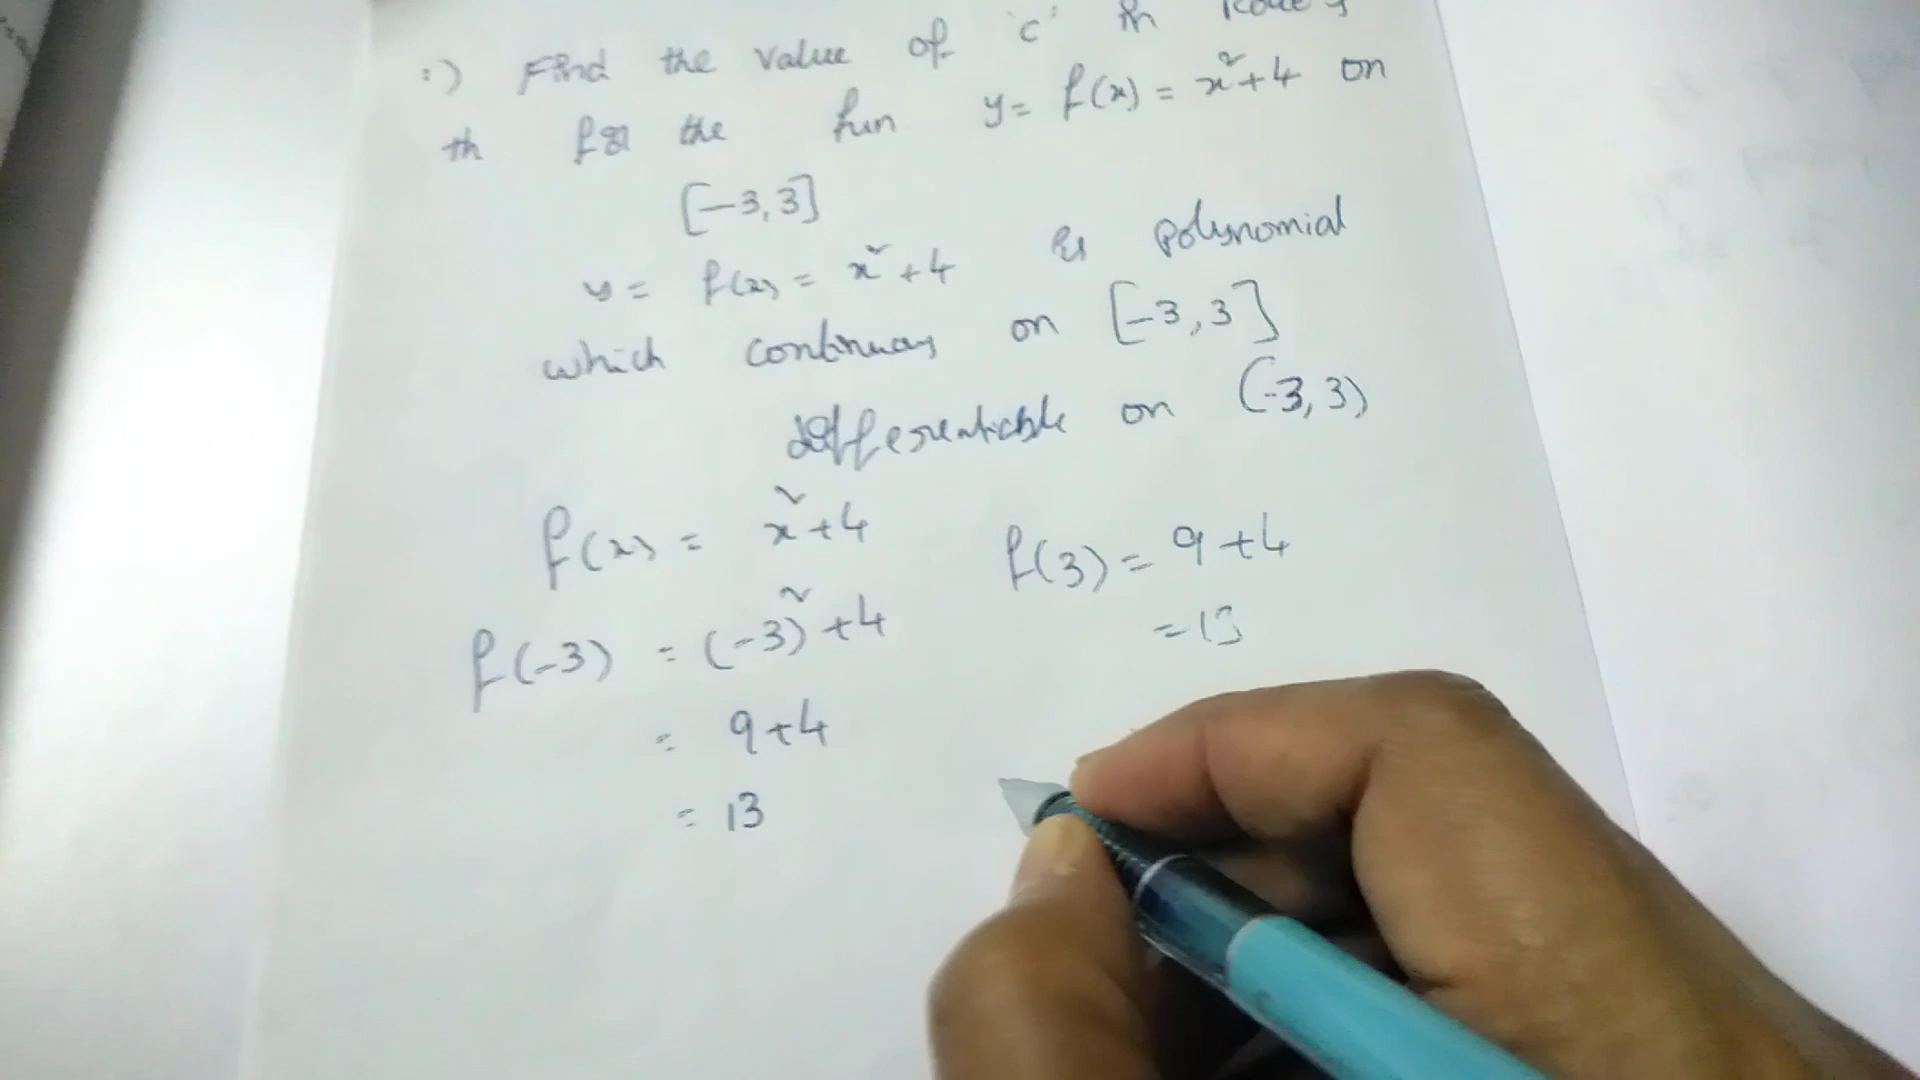 :) Find the value of 'c' in Rolle's
th for the fun y = f(x) = x²+4 on
[-3,3]
y = f(x) = x²+4 is polynomial
which continuous on [-3,3]
differentiable on (-3,3)
f(x) = x²+4
f(-3) = (-3)²+4
= 9+4
= 13
f(3) = 9+4
= 13